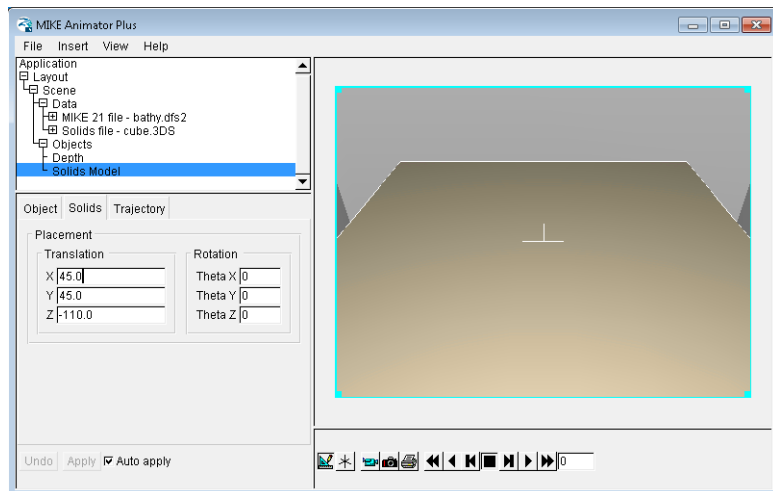 MIKE Animator Plus
File Insert View Help
Application
Layout
Scene
Data
MIKE 21 file - bathy.dfs2
Solids file - cube.3DS
Objects
Depth
Solids Model
Object Solids Trajectory
Placement
Translation
X 45.0
Y 45.0
Z -110.0
Rotation
Theta X 0
Theta Y 0
Theta Z 0
Undo Apply Auto apply
0